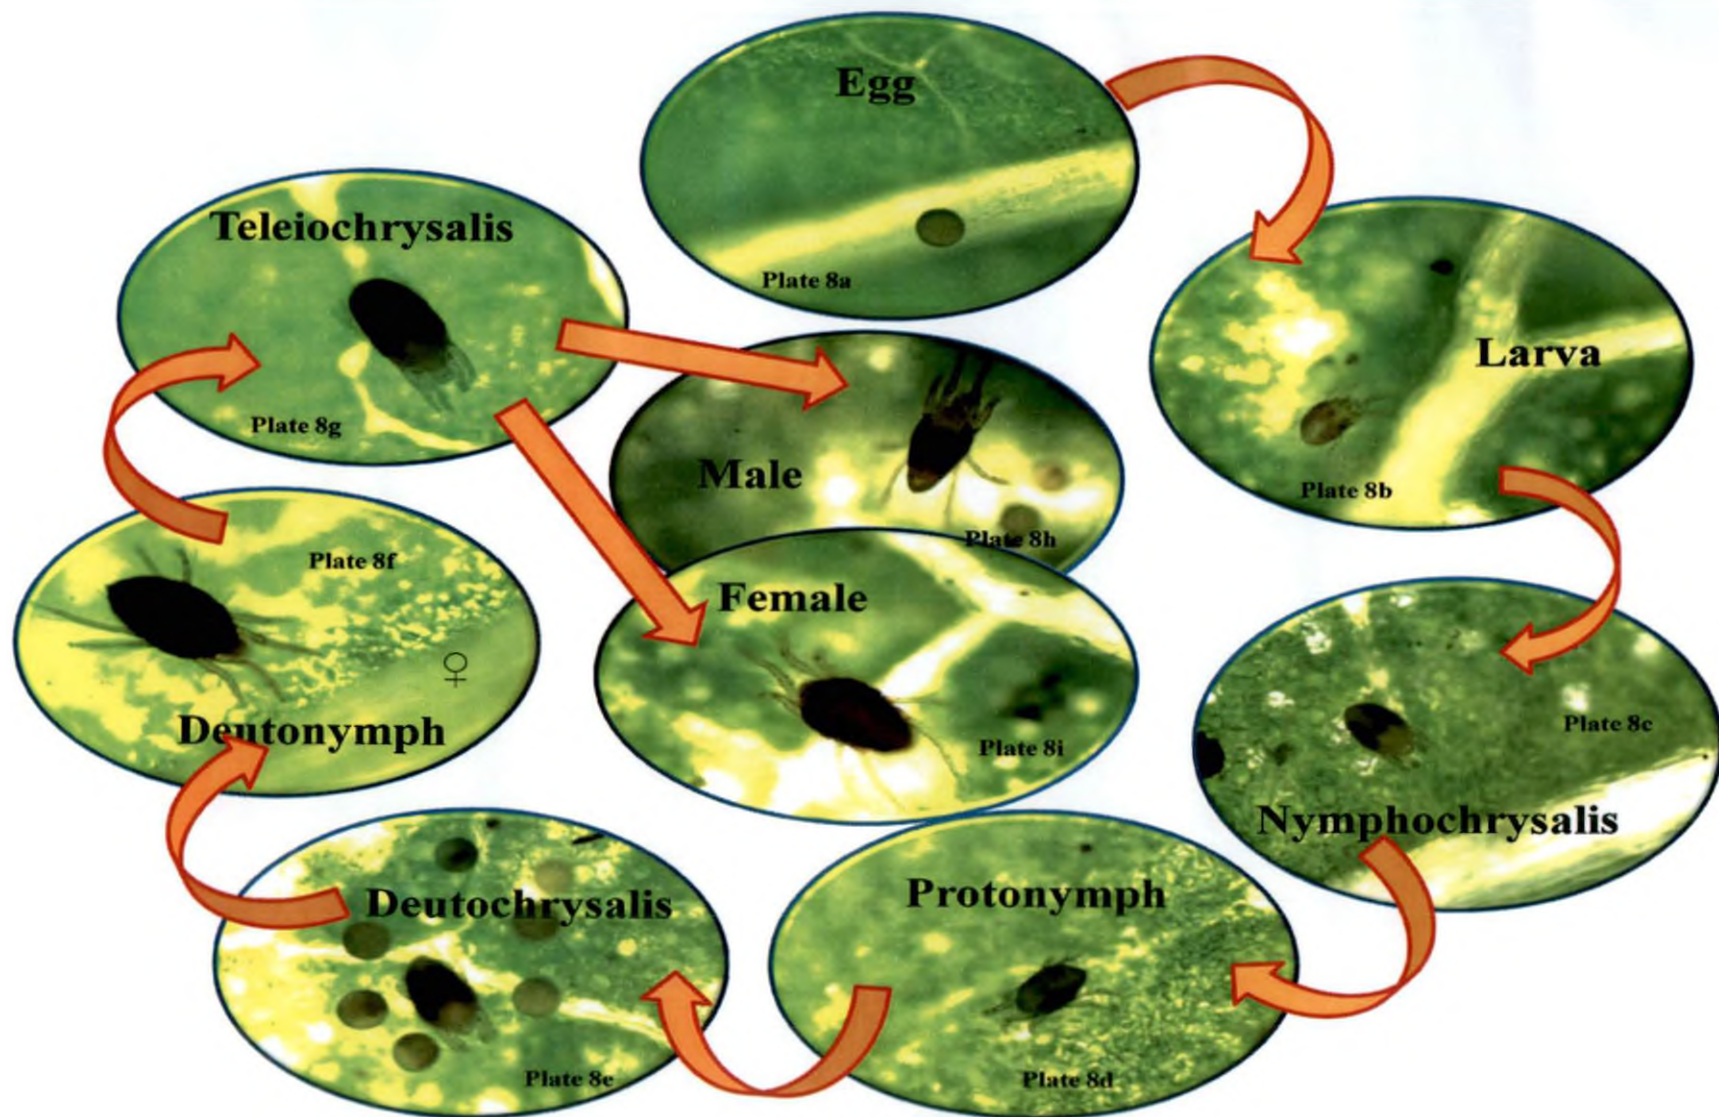 Egg
Plate 8a
Larva
Plate 8b
Plate 8c
Nymphochrysalis
Protonymph
Plate 8d
Deutochrysalis
Plate 8e
Plate 8f
♀
Deutonymph
Teleiochrysalis
Plate 8g
Male
Plate 8h
Female
Plate 8i